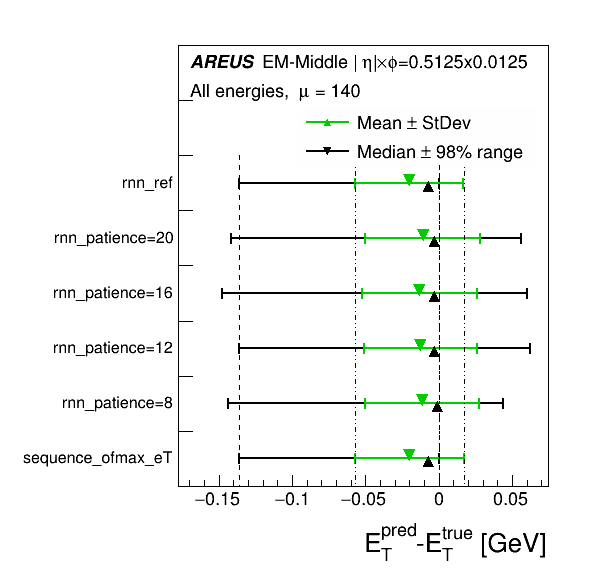 AREUS EM-Middle | η|×ϕ=0.5125x0.0125
All energies, μ = 140
Mean ± StDev
Median ± 98% range
rnn_ref
rnn_patience=20
rnn_patience=16
rnn_patience=12
rnn_patience=8
sequence_ofmax_eT
−0.15 −0.1 −0.05 0 0.05
E_T^pred-E_T^true [GeV]